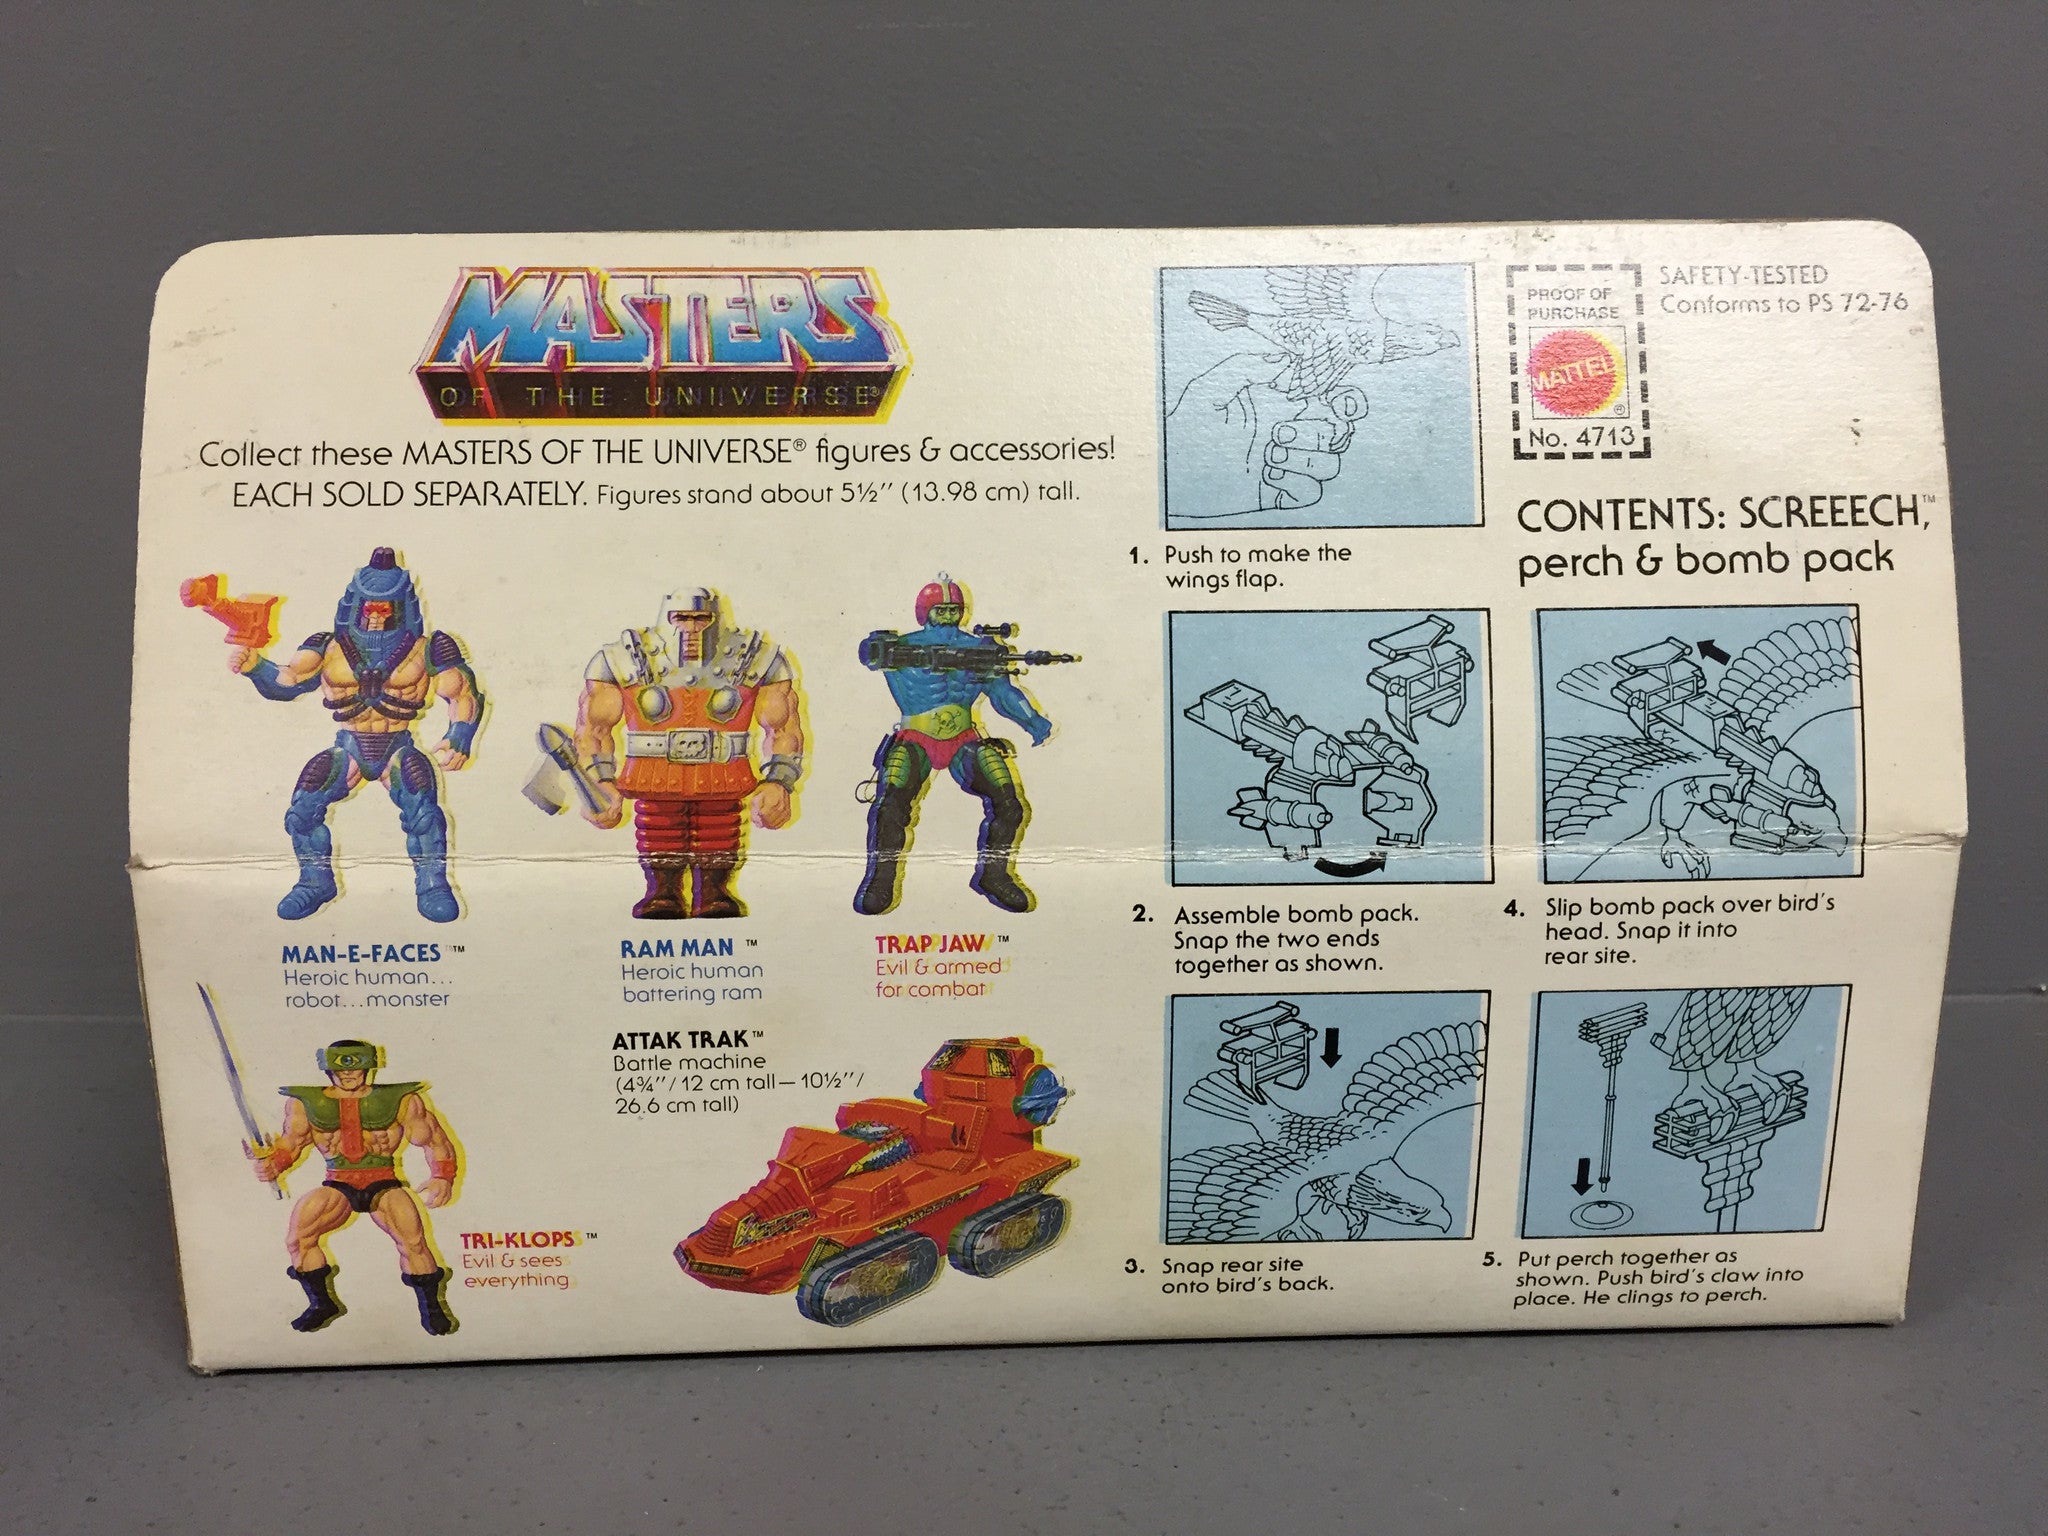 MASTERS
OF THE UNIVERSE®
Collect these MASTERS OF THE UNIVERSE® figures & accessories!
EACH SOLD SEPARATELY. Figures stand about 5½″ (13.98 cm) tall.
MAN-E-FACES™
Heroic human...
robot...monster
RAM MAN™
Heroic human
battering ram
TRAP JAW™
Evil & armed
for combat
TRI-KLOPS™
Evil & sees
everything
ATTAK TRAK™
Battle machine
(4¾″/12 cm tall—10½″/
26.6 cm tall)
1. Push to make the
wings flap.
2. Assemble bomb pack.
Snap the two ends
together as shown.
3. Snap rear site
onto bird's back.
PROOF OF
PURCHASE
MATTEL
®
No. 4713
SAFETY-TESTED
Conforms to PS 72-76
CONTENTS: SCREEECH,™
perch & bomb pack
4. Slip bomb pack over bird's
head. Snap it into
rear site.
5. Put perch together as
shown. Push bird's claw into
place. He clings to perch.